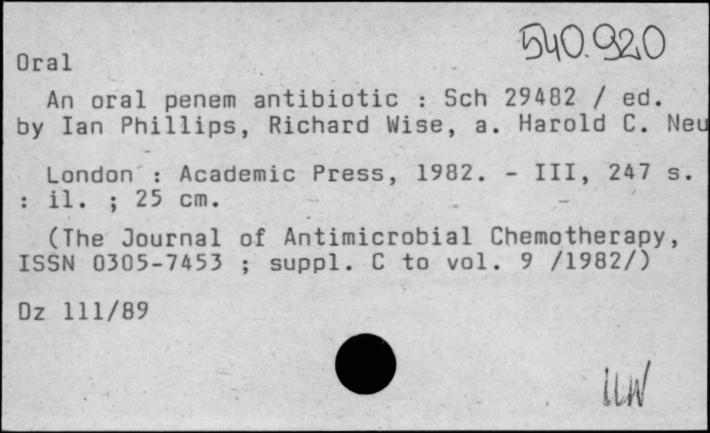 540.920
Oral
An oral penem antibiotic : Sch 29482 / ed.
by Ian Phillips, Richard Wise, a. Harold C. Neu
London : Academic Press, 1982. - III, 247 s.
: il. ; 25 cm.
(The Journal of Antimicrobial Chemotherapy,
ISSN 0305-7453 ; suppl. C to vol. 9 /1982/)
Dz 111/89